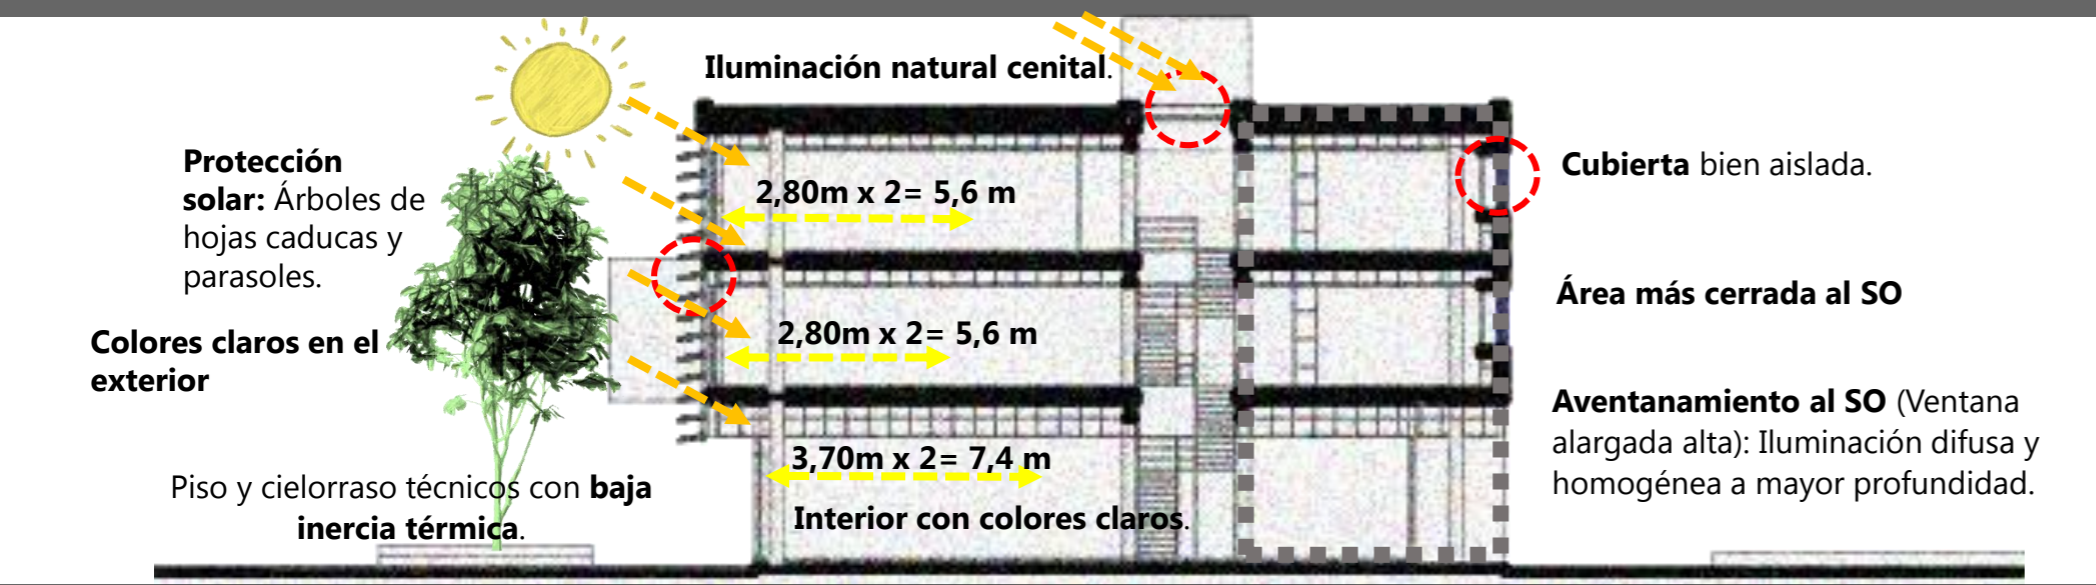 Iluminación natural cenital.
Protección
solar: Árboles de
hojas caducas y
parasoles.
Colores claros en el
exterior
Piso y cielorraso técnicos con baja
inercia térmica.
2,80m x 2= 5,6 m
2,80m x 2= 5,6 m
3,70m x 2= 7,4 m
Interior con colores claros.
Cubierta bien aislada.
Área más cerrada al SO
Aventanamiento al SO (Ventana
alargada alta): Iluminación difusa y
homogénea a mayor profundidad.